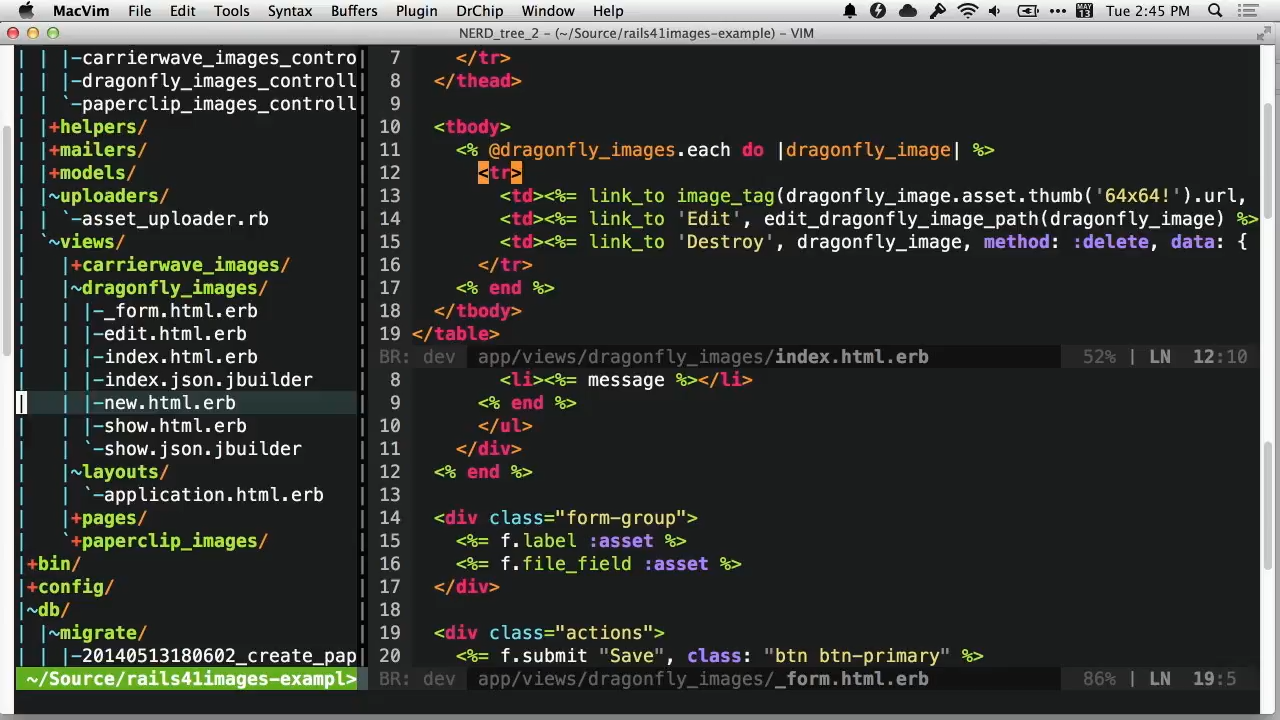 MacVim File Edit Tools Syntax Buffers Plugin DrChip Window Help MAY 13 Tue 2:45 PM
NERD_tree_2 – (~/Source/rails41images-example) – VIM
| | |-carrierwave_images_contro
| | |-dragonfly_images_controll
| | `-paperclip_images_controll
| |+helpers/
| |+mailers/
| |+models/
| |~uploaders/
| | `-asset_uploader.rb
| `~views/
|   |+carrierwave_images/
|   |~dragonfly_images/
|   | |-_form.html.erb
|   | |-edit.html.erb
|   | |-index.html.erb
|   | |-index.json.jbuilder
|   | |-new.html.erb
|   | |-show.html.erb
|   | `-show.json.jbuilder
|   |~layouts/
|   | `-application.html.erb
|   |+pages/
|   `+paperclip_images/
|+bin/
|+config/
|~db/
| |~migrate/
| | |-20140513180602_create_pap
~/Source/rails41images-exampl>
7     </tr>
8   </thead>
9
10   <tbody>
11     <% @dragonfly_images.each do |dragonfly_image| %>
12       <tr>
13         <td><%= link_to image_tag(dragonfly_image.asset.thumb('64x64!').url,
14         <td><%= link_to 'Edit', edit_dragonfly_image_path(dragonfly_image) %>
15         <td><%= link_to 'Destroy', dragonfly_image, method: :delete, data: {
16       </tr>
17     <% end %>
18   </tbody>
19 </table>
BR: dev app/views/dragonfly_images/index.html.erb 52% | LN 12:10
8         <li><%= message %></li>
9       <% end %>
10       </ul>
11     </div>
12   <% end %>
13
14   <div class="form-group">
15     <%= f.label :asset %>
16     <%= f.file_field :asset %>
17   </div>
18
19   <div class="actions">
20     <%= f.submit "Save", class: "btn btn-primary" %>
BR: dev app/views/dragonfly_images/_form.html.erb 86% | LN 19:5